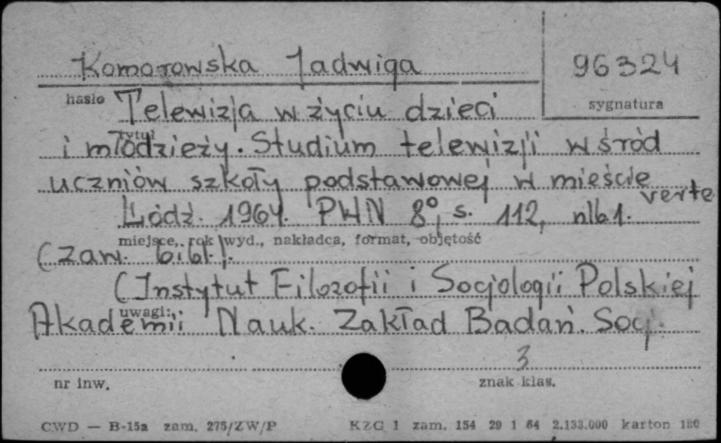 Komorowska Jadwiga
96324
hasło
sygnatura
Telewizja w życiu dzieci
tytuł
i młodzieży. Studium telewizji wśród
uczniów szkoły podstawowej w mieście
verte
Łódź. 1964. PWN 8°, s. 112, nlb1.
miejsce, rok wyd., nakładca, format, objętość
(zaw. bibl).
(Instytut Filozofii i Socjologii Polskiej
uwagi:
Akademii Nauk. Zakład Badań. Socj.
3
nr inw.
znak klas.
CWD — B-15a zam. 275/ZW/P
KZG 1 zam. 154 29 1 64 2.133.000 karton 180